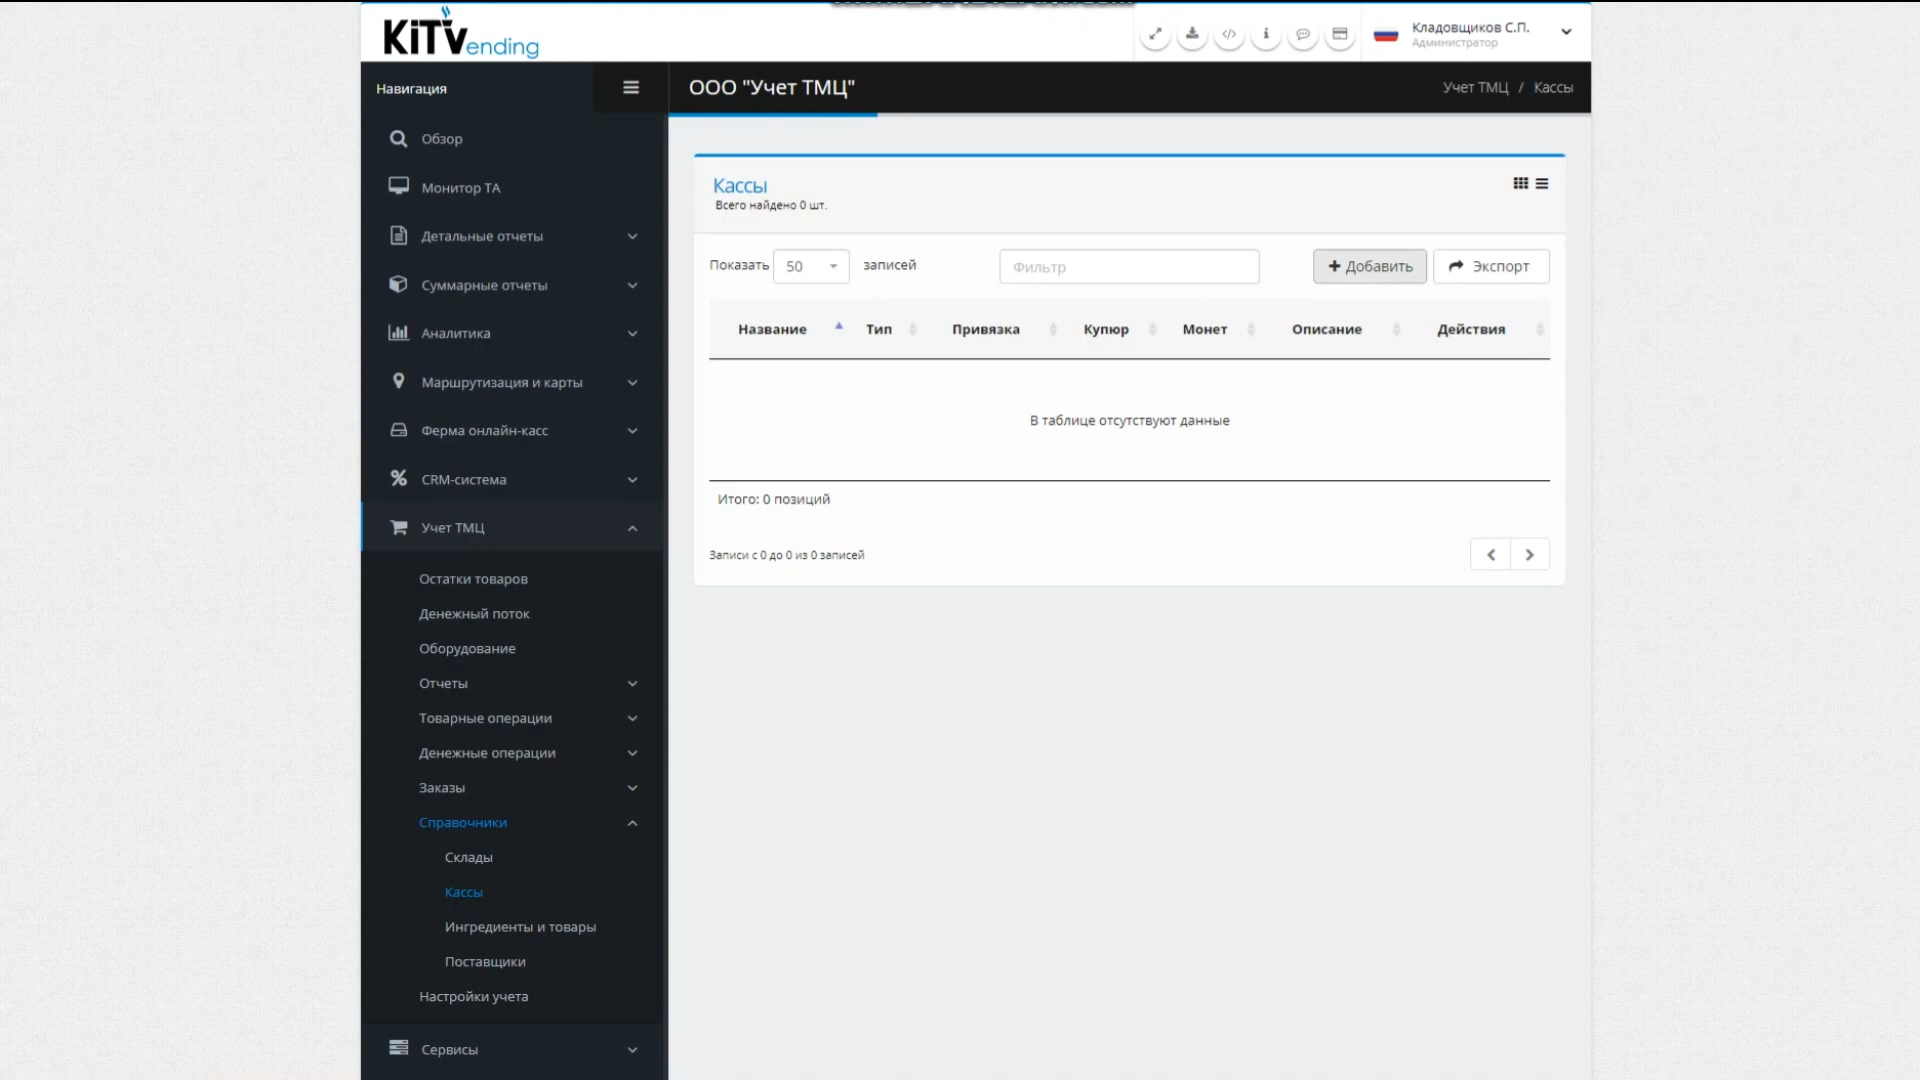 KiTVending
Кладовщиков С.П.
Администратор
Навигация
ООО "Учет ТМЦ"
Учет ТМЦ / Кассы
Обзор
Монитор ТА
Детальные отчеты
Суммарные отчеты
Аналитика
Маршрутизация и карты
Ферма онлайн-касс
CRM-система
Учет ТМЦ
Остатки товаров
Денежный поток
Оборудование
Отчеты
Товарные операции
Денежные операции
Заказы
Справочники
Склады
Кассы
Ингредиенты и товары
Поставщики
Настройки учета
Сервисы
Кассы
Всего найдено 0 шт.
Показать 50 записей
Фильтр
Добавить
Экспорт
Название Тип Привязка Купюр Монет Описание Действия
В таблице отсутствуют данные
Итого: 0 позиций
Записи с 0 до 0 из 0 записей